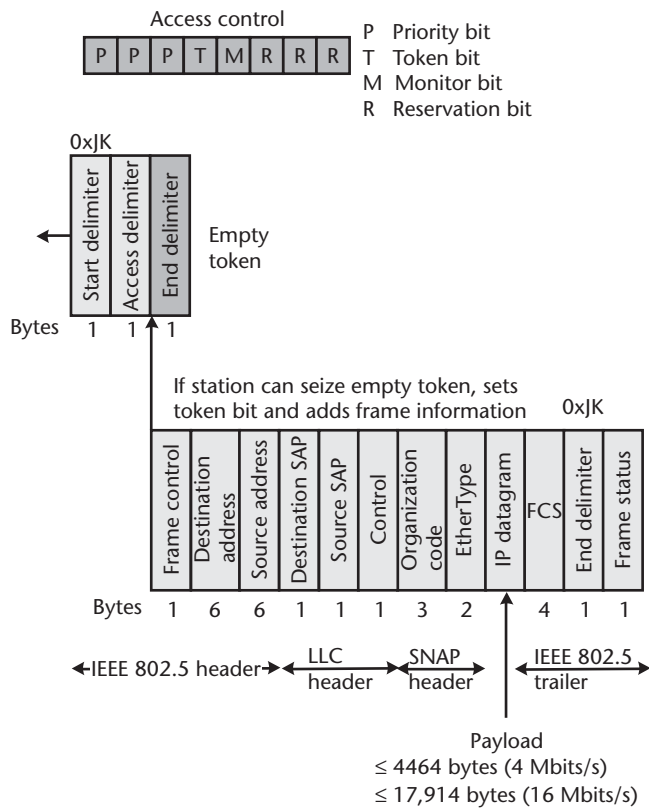 Access control
P P P T M R R R
P Priority bit
T Token bit
M Monitor bit
R Reservation bit
0xJK
Start delimiter
Access delimiter
End delimiter
Empty
token
Bytes 1 1 1
If station can seize empty token, sets
token bit and adds frame information
0xJK
Frame control
Destination
address
Source address
Destination SAP
Source SAP
Control
Organization
code
EtherType
IP datagram
FCS
End delimiter
Frame status
Bytes 1 6 6 1 1 1 3 2 4 1 1
IEEE 802.5 header
LLC
header
SNAP
header
IEEE 802.5
trailer
Payload
≤ 4464 bytes (4 Mbits/s)
≤ 17,914 bytes (16 Mbits/s)